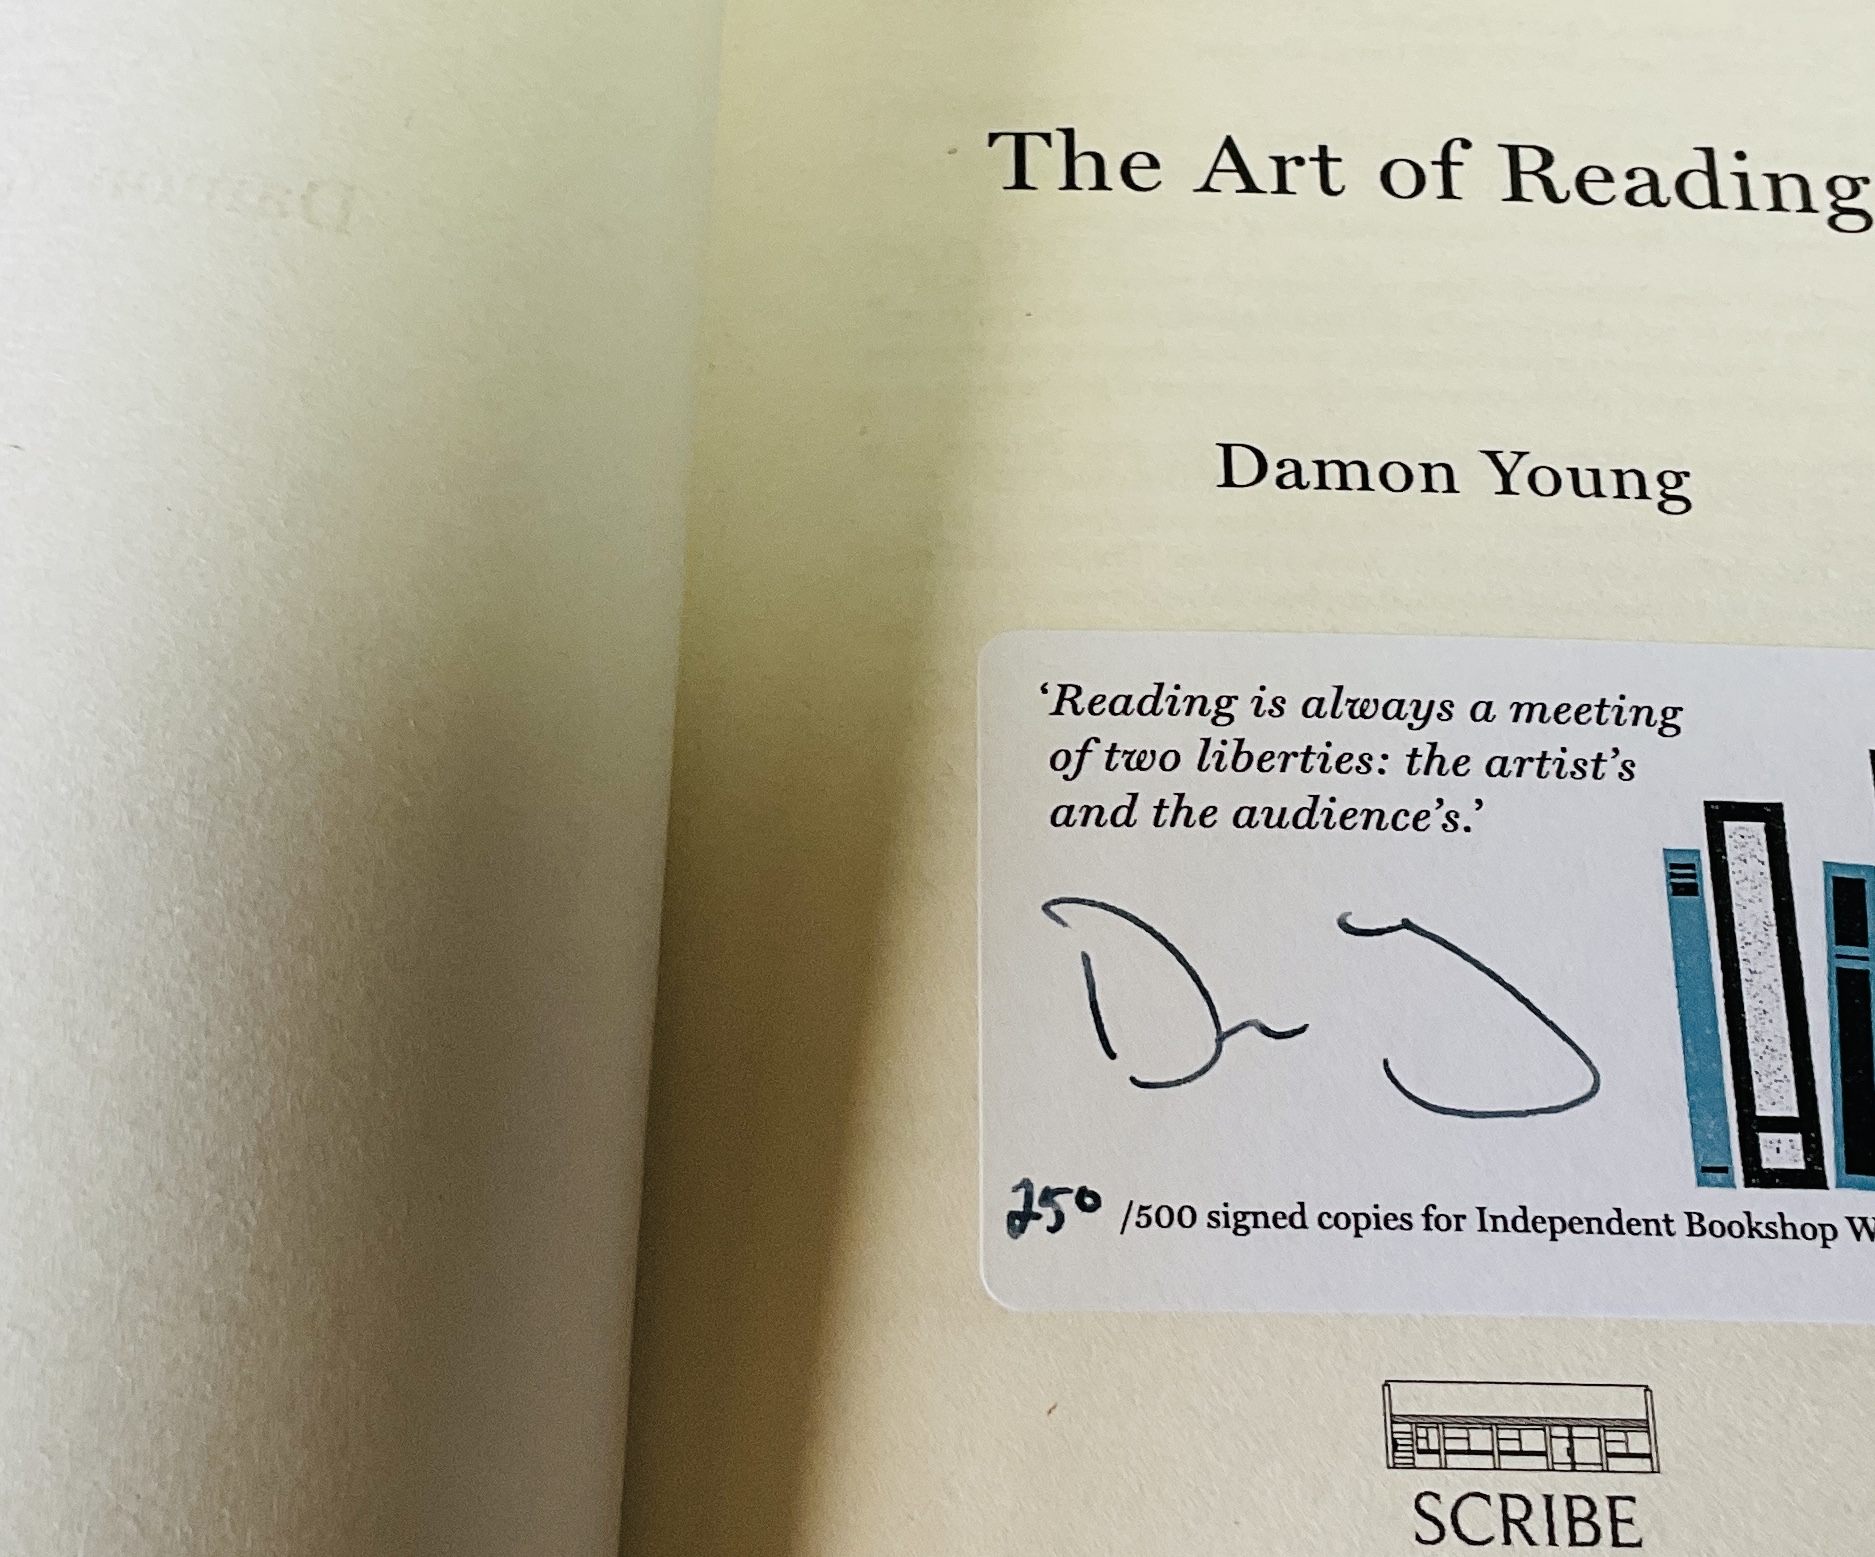 The Art of Reading
Damon Young
‘Reading is always a meeting
of two liberties: the artist’s
and the audience’s.’
250 /500 signed copies for Independent Bookshop W
SCRIBE